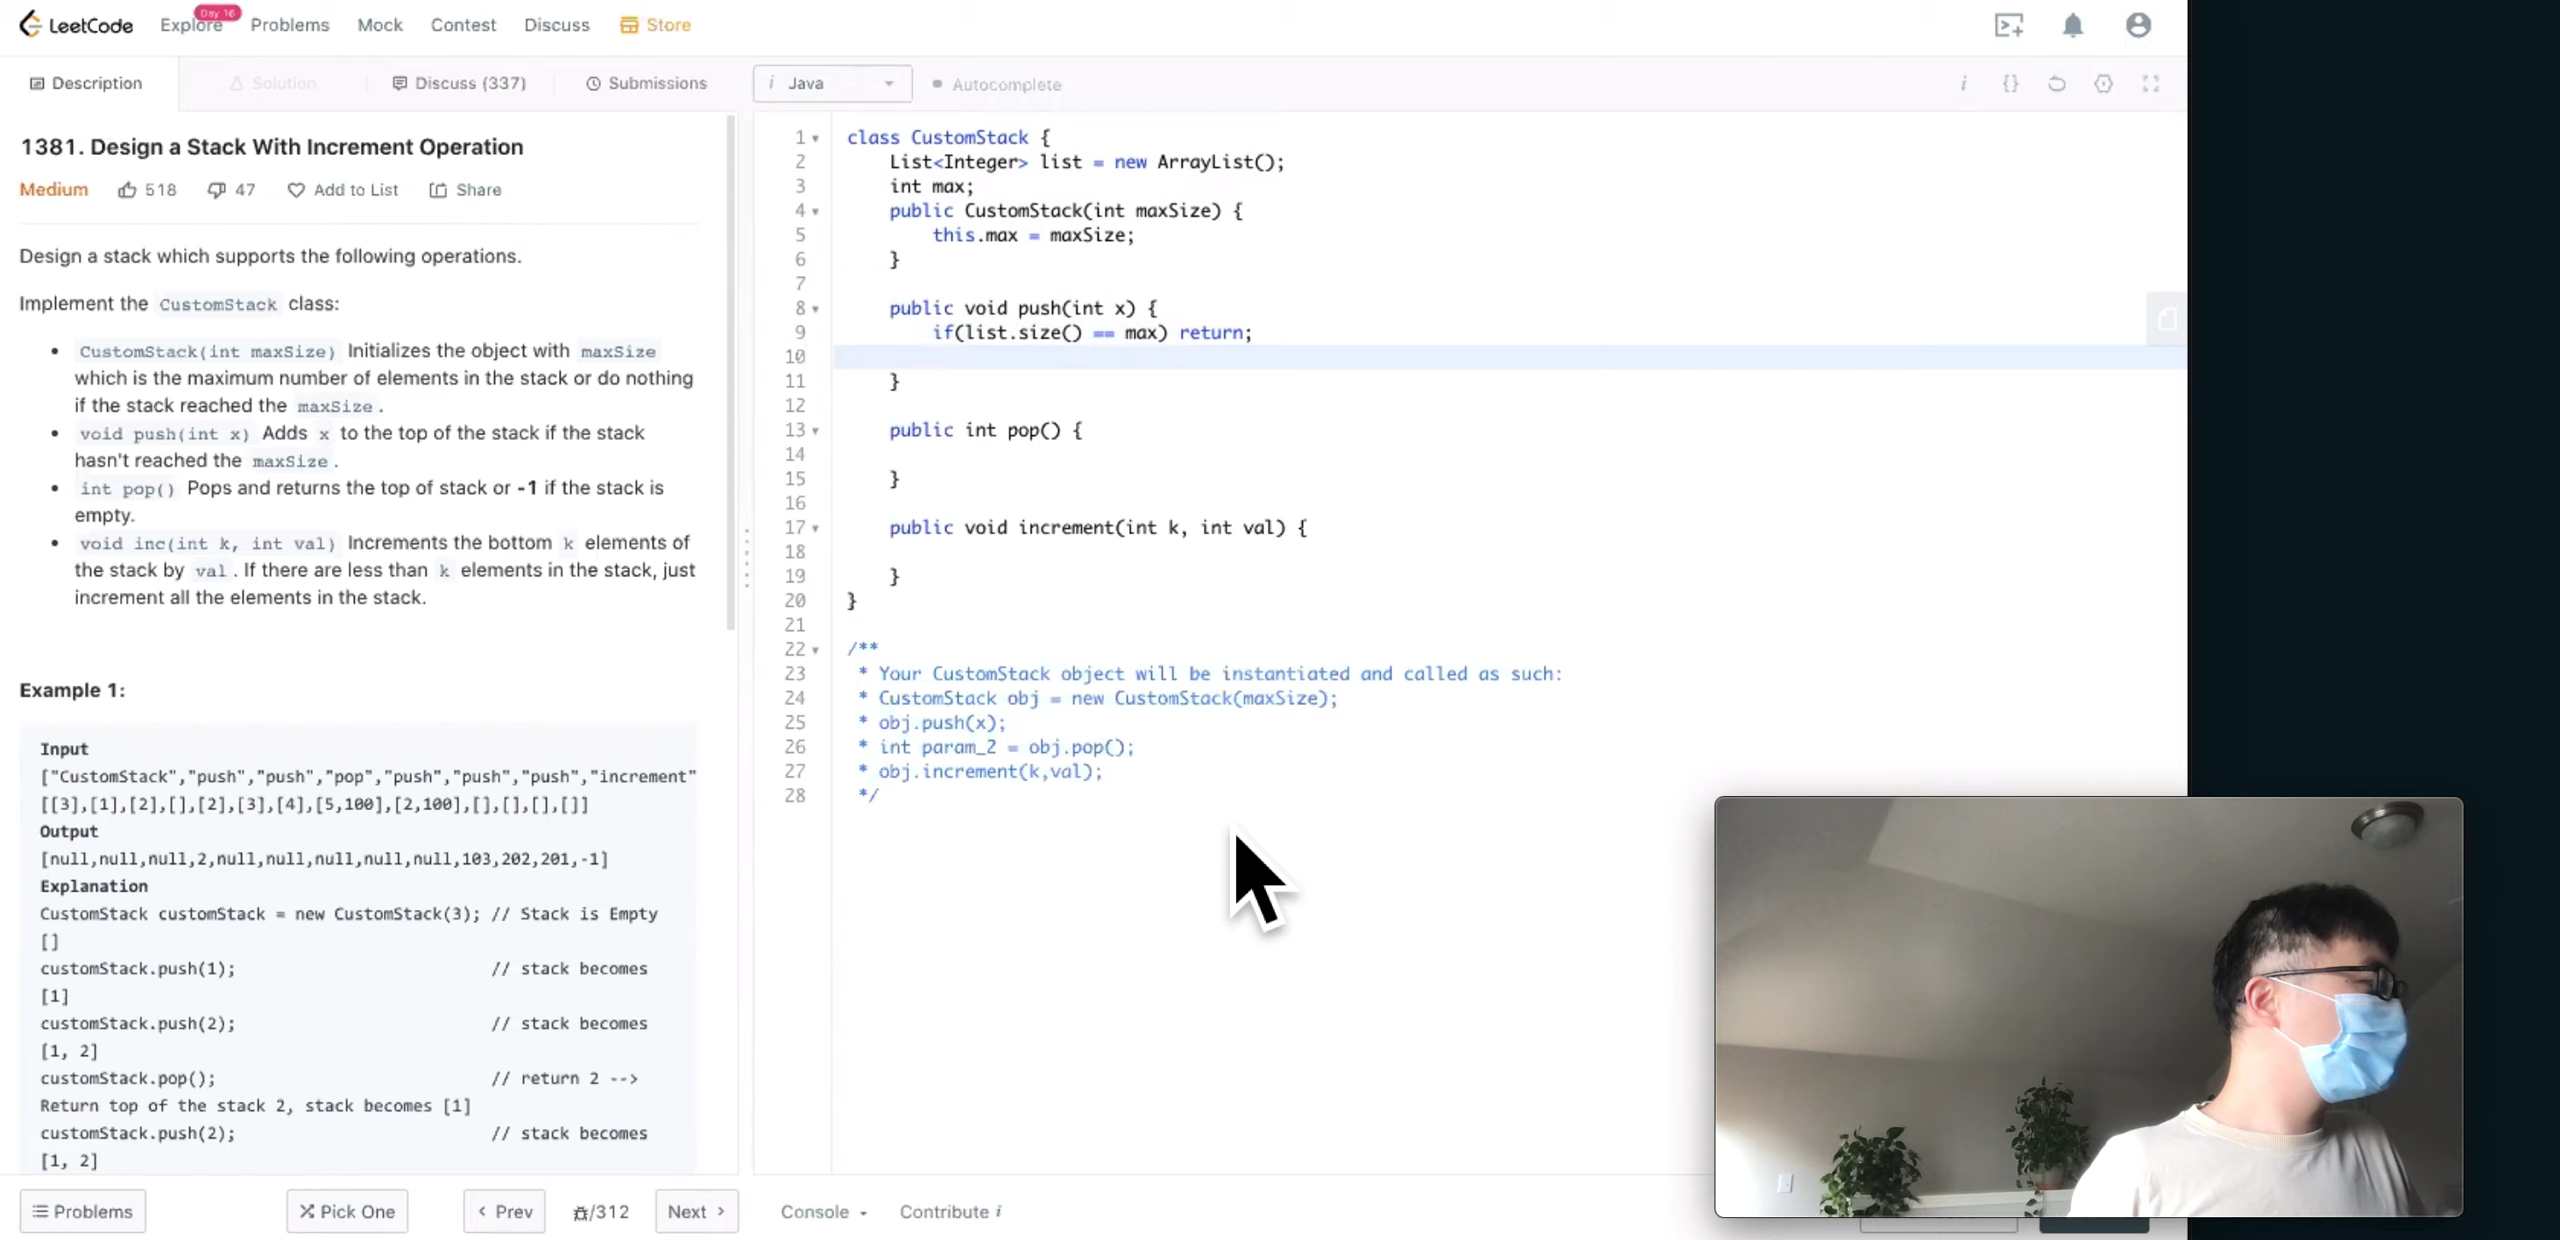 LeetCode Explore Day 16 Problems Mock Contest Discuss Store
Description Solution Discuss (337) Submissions
i Java Autocomplete
1381. Design a Stack With Increment Operation
Medium 518 47 Add to List Share
Design a stack which supports the following operations.
Implement the CustomStack class:
• CustomStack(int maxSize) Initializes the object with maxSize
which is the maximum number of elements in the stack or do nothing
if the stack reached the maxSize.
• void push(int x) Adds x to the top of the stack if the stack
hasn't reached the maxSize.
• int pop() Pops and returns the top of stack or -1 if the stack is
empty.
• void inc(int k, int val) Increments the bottom k elements of
the stack by val. If there are less than k elements in the stack, just
increment all the elements in the stack.
Example 1:
Input
["CustomStack","push","push","pop","push","push","push","increment"
[[3],[1],[2],[],[2],[3],[4],[5,100],[2,100],[],[],[],[]]
Output
[null,null,null,2,null,null,null,null,null,103,202,201,-1]
Explanation
CustomStack customStack = new CustomStack(3); // Stack is Empty
[]
customStack.push(1); // stack becomes
[1]
customStack.push(2); // stack becomes
[1, 2]
customStack.pop(); // return 2 -->
Return top of the stack 2, stack becomes [1]
customStack.push(2); // stack becomes
[1, 2]
1 class CustomStack {
2 List<Integer> list = new ArrayList();
3 int max;
4 public CustomStack(int maxSize) {
5 this.max = maxSize;
6 }
7
8 public void push(int x) {
9 if(list.size() == max) return;
10
11 }
12
13 public int pop() {
14
15 }
16
17 public void increment(int k, int val) {
18
19 }
20 }
21
22 /**
23 * Your CustomStack object will be instantiated and called as such:
24 * CustomStack obj = new CustomStack(maxSize);
25 * obj.push(x);
26 * int param_2 = obj.pop();
27 * obj.increment(k,val);
28 */
Problems Pick One Prev /312 Next Console Contribute i